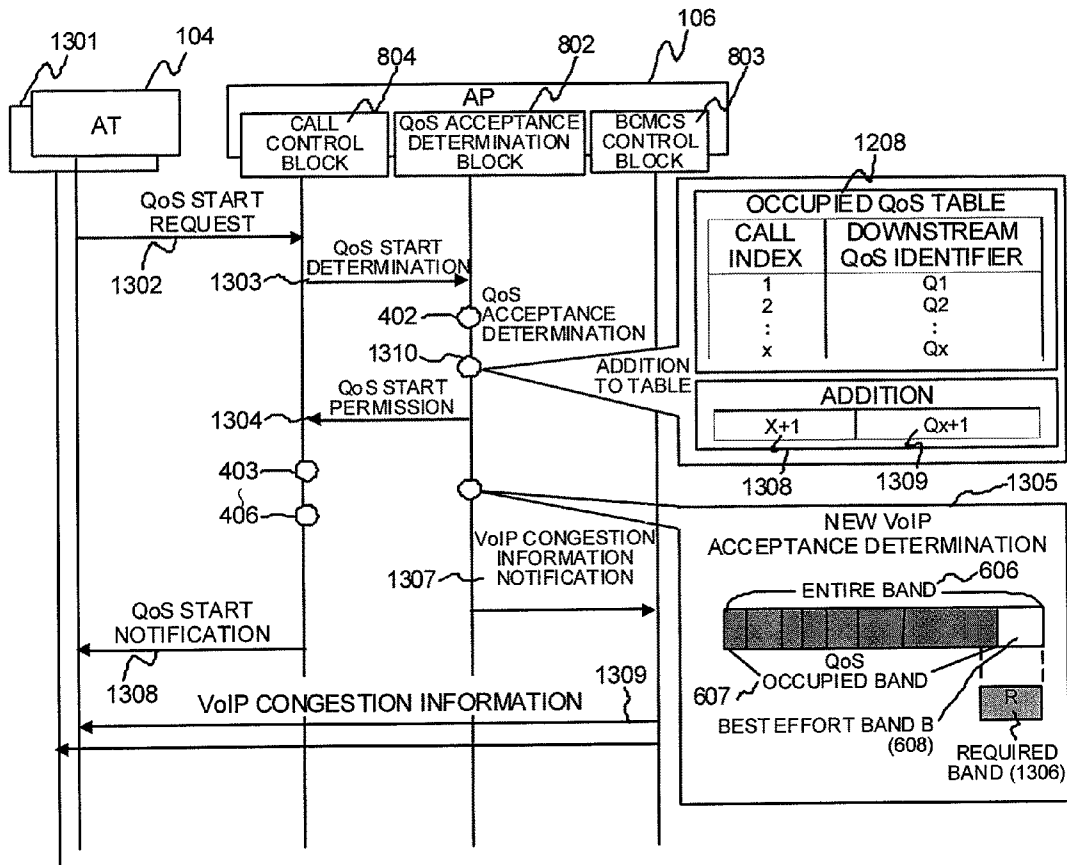 1301
104
106
804
802
803
AT
AP
CALL
CONTROL
BLOCK
QoS ACCEPTANCE
DETERMINATION
BLOCK
BCMCS
CONTROL
BLOCK
1208
OCCUPIED QoS TABLE
CALL
INDEX
DOWNSTREAM
QoS IDENTIFIER
1
Q1
2
Q2
:
:
x
Qx
ADDITION
X+1
Qx+1
1308
1309
QoS START
REQUEST
1302
QoS START
DETERMINATION
1303
402
QoS
ACCEPTANCE
DETERMINATION
1310
ADDITION
TO TABLE
QoS START
PERMISSION
1304
403
406
1305
NEW VoIP
ACCEPTANCE DETERMINATION
ENTIRE BAND
606
QoS
OCCUPIED BAND
607
BEST EFFORT BAND B
(608)
R
REQUIRED
BAND (1306)
VoIP CONGESTION
INFORMATION
NOTIFICATION
1307
QoS START
NOTIFICATION
1308
1309
VoIP CONGESTION INFORMATION